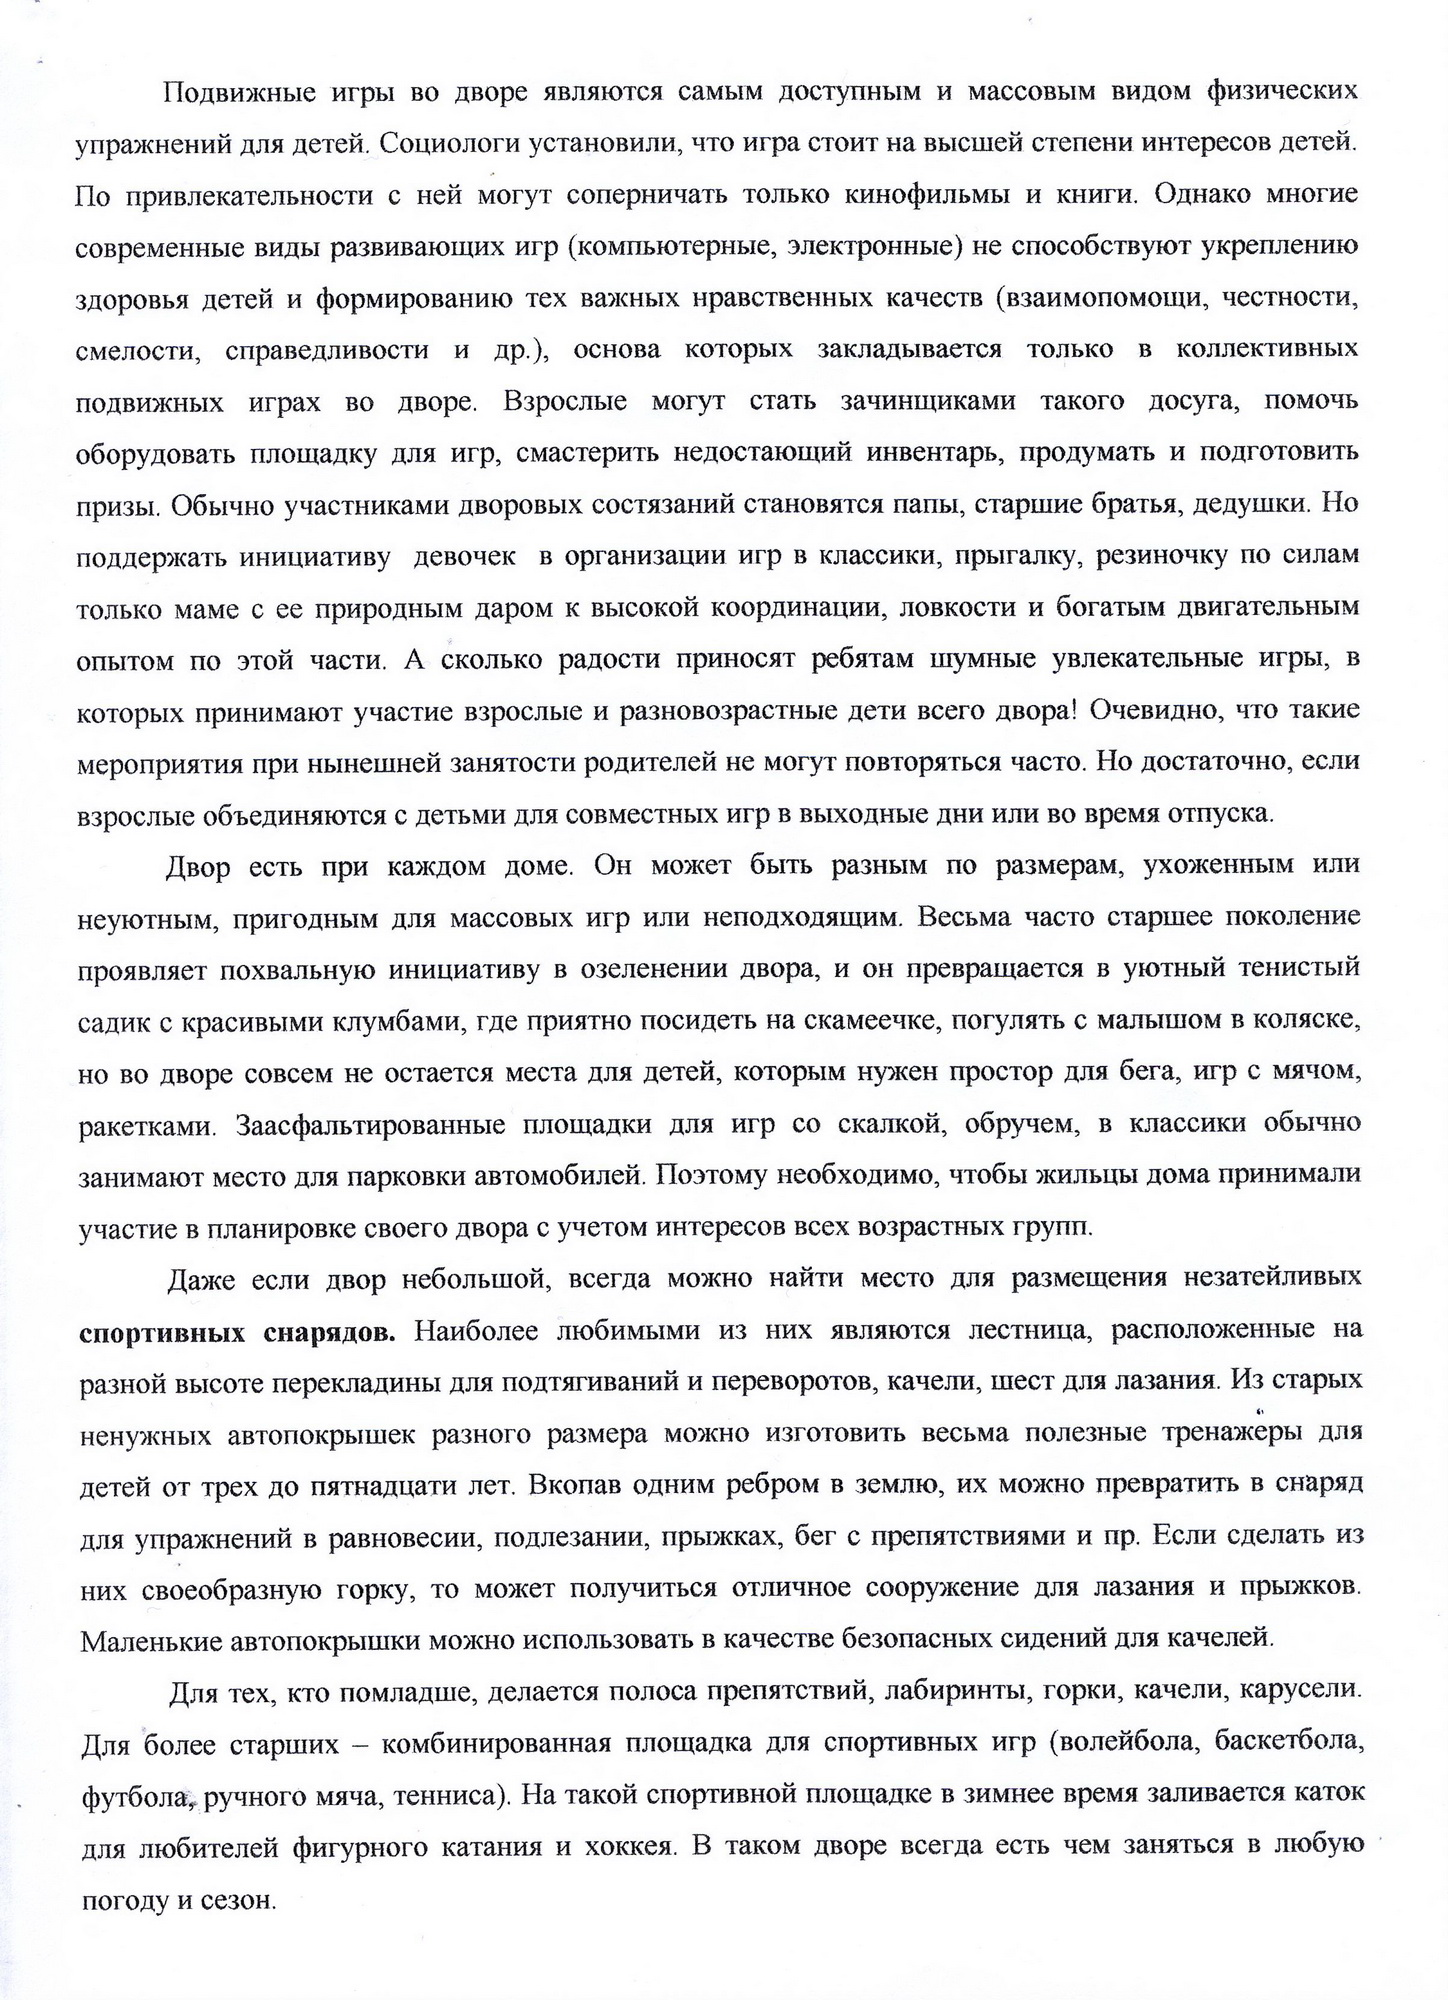 Подвижные игры во дворе являются самым доступным и массовым видом физических
упражнений для детей. Социологи установили, что игра стоит на высшей степени интересов детей.
По привлекательности с ней могут соперничать только кинофильмы и книги. Однако многие
современные виды развивающих игр (компьютерные, электронные) не способствуют укреплению
здоровья детей и формированию тех важных нравственных качеств (взаимопомощи, честности,
смелости, справедливости и др.), основа которых закладывается только в коллективных
подвижных играх во дворе. Взрослые могут стать зачинщиками такого досуга, помочь
оборудовать площадку для игр, смастерить недостающий инвентарь, продумать и подготовить
призы. Обычно участниками дворовых состязаний становятся папы, старшие братья, дедушки. Но
поддержать инициативу девочек в организации игр в классики, прыгалку, резиночку по силам
только маме с ее природным даром к высокой координации, ловкости и богатым двигательным
опытом по этой части. А сколько радости приносят ребятам шумные увлекательные игры, в
которых принимают участие взрослые и разновозрастные дети всего двора! Очевидно, что такие
мероприятия при нынешней занятости родителей не могут повторяться часто. Но достаточно, если
взрослые объединяются с детьми для совместных игр в выходные дни или во время отпуска.
Двор есть при каждом доме. Он может быть разным по размерам, ухоженным или
неуютным, пригодным для массовых игр или неподходящим. Весьма часто старшее поколение
проявляет похвальную инициативу в озеленении двора, и он превращается в уютный тенистый
садик с красивыми клумбами, где приятно посидеть на скамеечке, погулять с малышом в коляске,
но во дворе совсем не остается места для детей, которым нужен простор для бега, игр с мячом,
ракетками. Заасфальтированные площадки для игр со скалкой, обручем, в классики обычно
занимают место для парковки автомобилей. Поэтому необходимо, чтобы жильцы дома принимали
участие в планировке своего двора с учетом интересов всех возрастных групп.
Даже если двор небольшой, всегда можно найти место для размещения незатейливых
спортивных снарядов. Наиболее любимыми из них являются лестница, расположенные на
разной высоте перекладины для подтягиваний и переворотов, качели, шест для лазания. Из старых
ненужных автопокрышек разного размера можно изготовить весьма полезные тренажеры для
детей от трех до пятнадцати лет. Вкопав одним ребром в землю, их можно превратить в снаряд
для упражнений в равновесии, подлезании, прыжках, бег с препятствиями и пр. Если сделать из
них своеобразную горку, то может получиться отличное сооружение для лазания и прыжков.
Маленькие автопокрышки можно использовать в качестве безопасных сидений для качелей.
Для тех, кто помладше, делается полоса препятствий, лабиринты, горки, качели, карусели.
Для более старших – комбинированная площадка для спортивных игр (волейбола, баскетбола,
футбола, ручного мяча, тенниса). На такой спортивной площадке в зимнее время заливается каток
для любителей фигурного катания и хоккея. В таком дворе всегда есть чем заняться в любую
погоду и сезон.